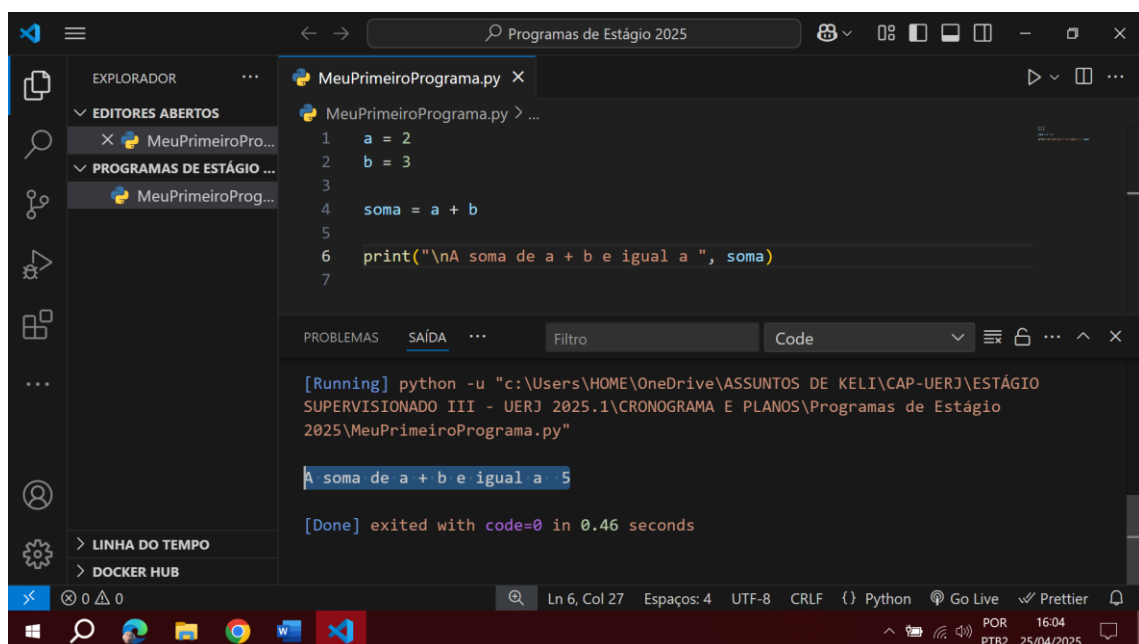 Programas de Estágio 2025
EXPLORADOR ...
EDITORES ABERTOS
MeuPrimeiroPro...
PROGRAMAS DE ESTÁGIO ...
MeuPrimeiroProg...
LINHA DO TEMPO
DOCKER HUB
MeuPrimeiroPrograma.py
MeuPrimeiroPrograma.py > ...
1 a = 2
2 b = 3
3
4 soma = a + b
5
6 print("\nA soma de a + b e igual a ", soma)
7
PROBLEMAS SAÍDA ... Filtro Code
[Running] python -u "c:\Users\HOME\OneDrive\ASSUNTOS DE KELI\CAP-UERJ\ESTÁGIO
SUPERVISIONADO III - UERJ 2025.1\CRONOGRAMA E PLANOS\Programas de Estágio
2025\MeuPrimeiroPrograma.py"
A soma de a + b e igual a  5
[Done] exited with code=0 in 0.46 seconds
0 0 Ln 6, Col 27 Espaços: 4 UTF-8 CRLF {} Python Go Live Prettier
POR 16:04
PTB2 25/04/2025